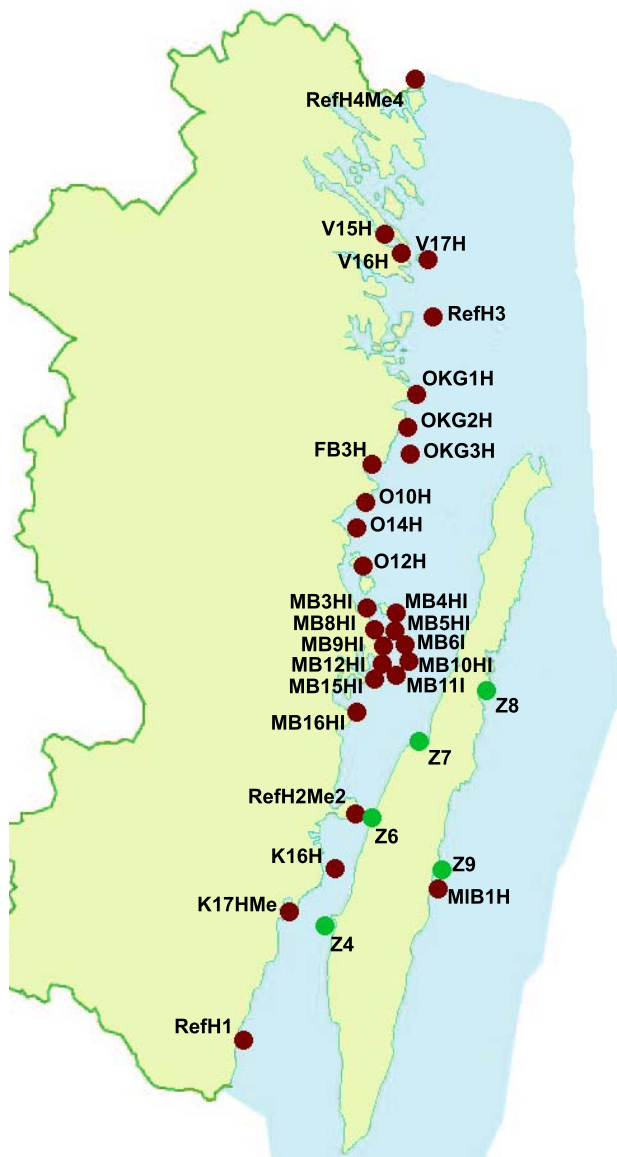 RefH4Me4
V15H
V17H
V16H
RefH3
OKG1H
OKG2H
OKG3H
FB3H
O10H
O14H
O12H
MB3HI
MB4HI
MB8HI
MB5HI
MB9HI
MB6I
MB12HI
MB10HI
MB15HI
MB11I
Z8
MB16HI
Z7
RefH2Me2
Z6
K16H
Z9
MIB1H
K17HMe
Z4
RefH1